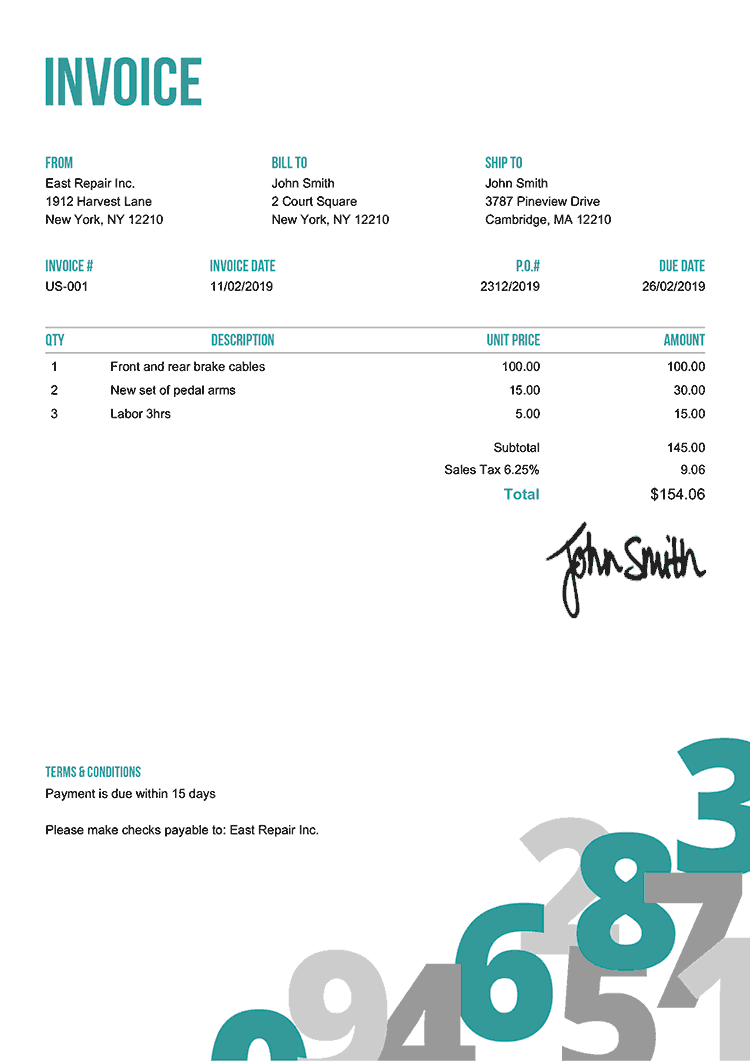 INVOICE
FROM BILL TO SHIP TO
East Repair Inc. John Smith John Smith
1912 Harvest Lane 2 Court Square 3787 Pineview Drive
New York, NY 12210 New York, NY 12210 Cambridge, MA 12210
INVOICE # INVOICE DATE P.O.# DUE DATE
US-001 11/02/2019 2312/2019 26/02/2019
QTY DESCRIPTION UNIT PRICE AMOUNT
1 Front and rear brake cables 100.00 100.00
2 New set of pedal arms 15.00 30.00
3 Labor 3hrs 5.00 15.00
Subtotal 145.00
Sales Tax 6.25% 9.06
Total $154.06
John Smith
TERMS & CONDITIONS
Payment is due within 15 days
Please make checks payable to: East Repair Inc.
3
2 8 7
6 5 1
0 9 4